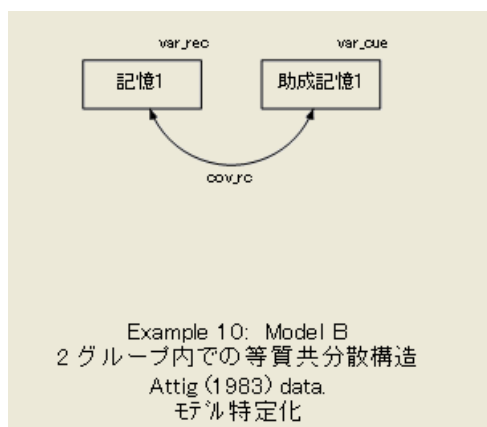 var_rec
var_cue
記憶1
助成記憶1
cov_rc
Example 10: Model B
2 グループ内での等質共分散構造
Attig (1983) data.
モデル特定化